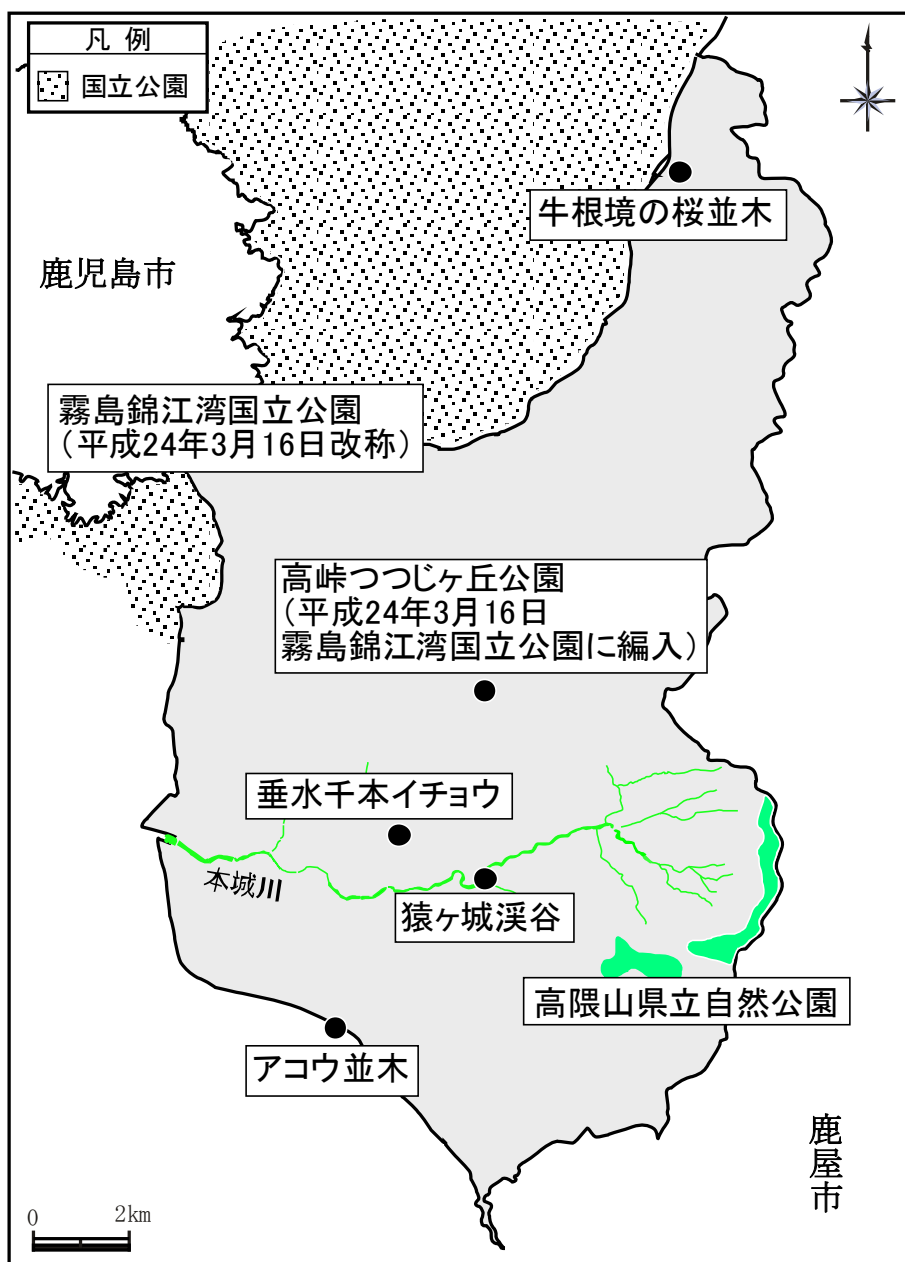 凡 例
国立公園
牛根境の桜並木
鹿児島市
霧島錦江湾国立公園
(平成24年3月16日改称)
高峠つつじヶ丘公園
(平成24年3月16日
霧島錦江湾国立公園に編入)
垂水千本イチョウ
本城川
猿ヶ城渓谷
高隈山県立自然公園
アコウ並木
鹿屋市
0 2km